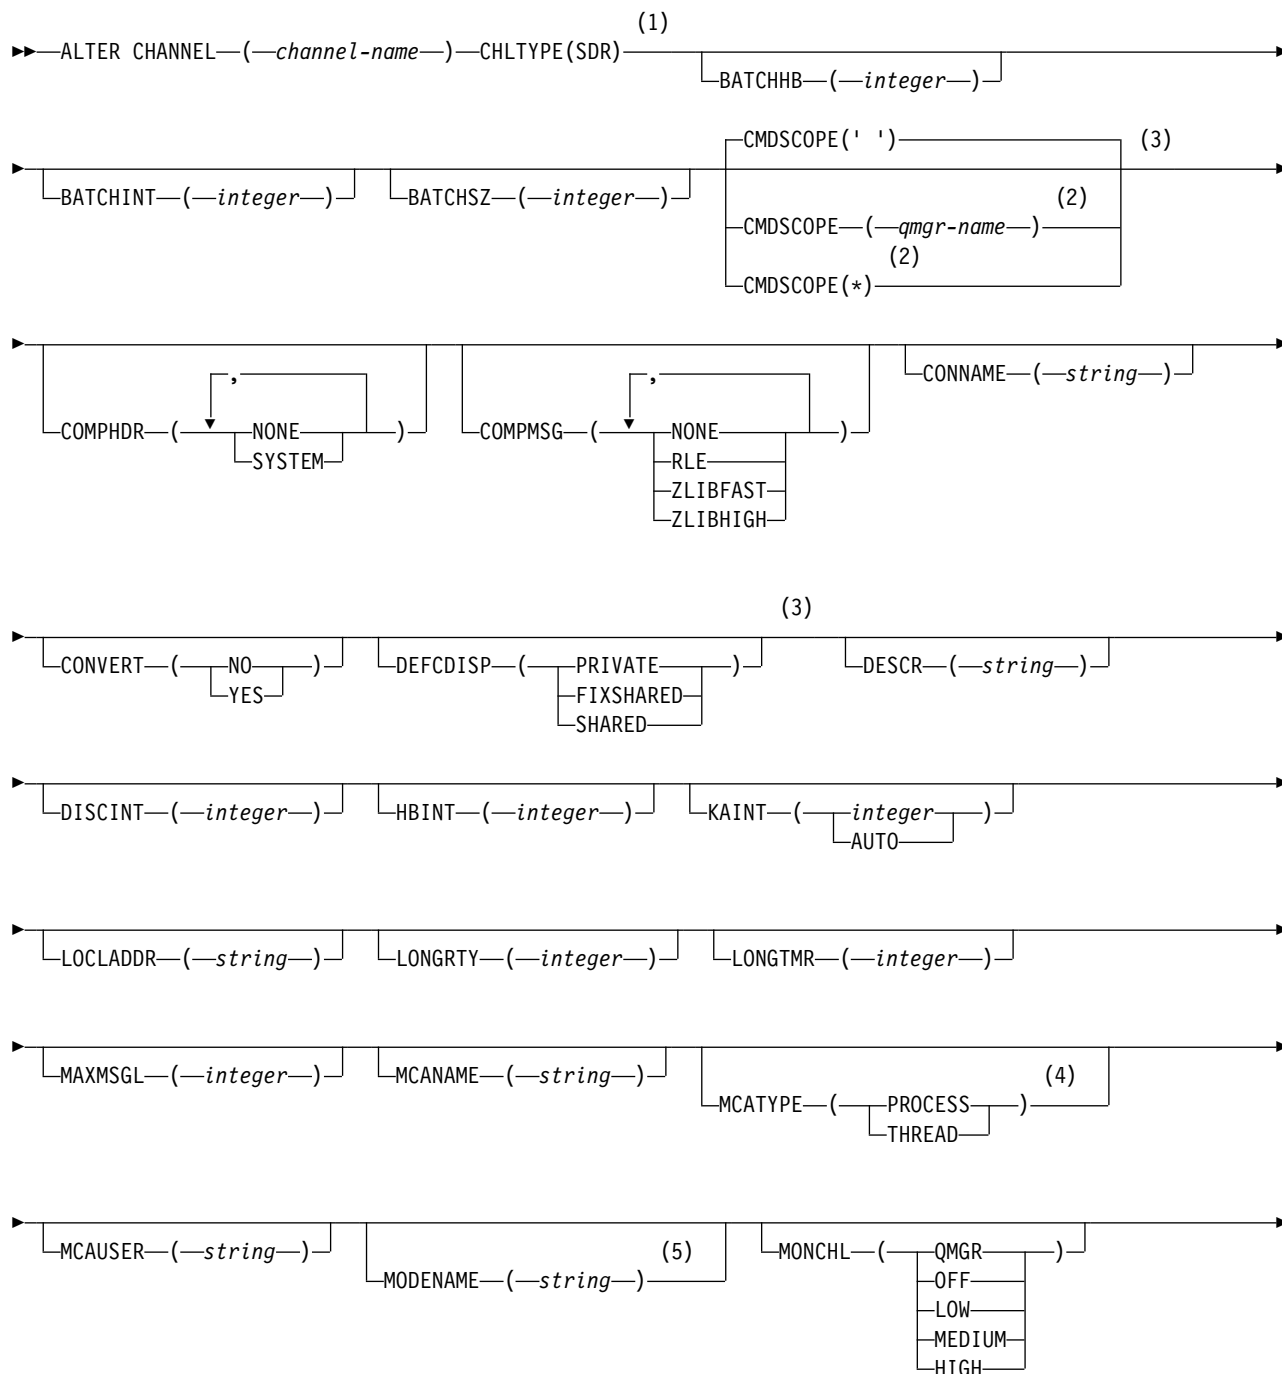 (1)
ALTER CHANNEL ( channel-name ) CHLTYPE(SDR)
BATCHHB ( integer )
CMDSCOPE(' ') (3)
BATCHINT ( integer ) BATCHSZ ( integer )
(2)
CMDSCOPE ( qmgr-name )
(2)
CMDSCOPE(*)
, , CONNAME ( string )
COMPHDR ( NONE ) COMPMSG ( NONE )
SYSTEM RLE
ZLIBFAST
ZLIBHIGH
(3)
CONVERT ( NO ) DEFCDISP ( PRIVATE ) DESCR ( string )
YES FIXSHARED
SHARED
DISCINT ( integer ) HBINT ( integer ) KAINT ( integer )
AUTO
LOCLADDR ( string ) LONGRTY ( integer ) LONGTMR ( integer )
MAXMSGL ( integer ) MCANAME ( string ) (4)
MCATYPE ( PROCESS )
THREAD
MCAUSER ( string ) (5) MONCHL ( QMGR )
MODENAME ( string ) OFF
LOW
MEDIUM
HIGH